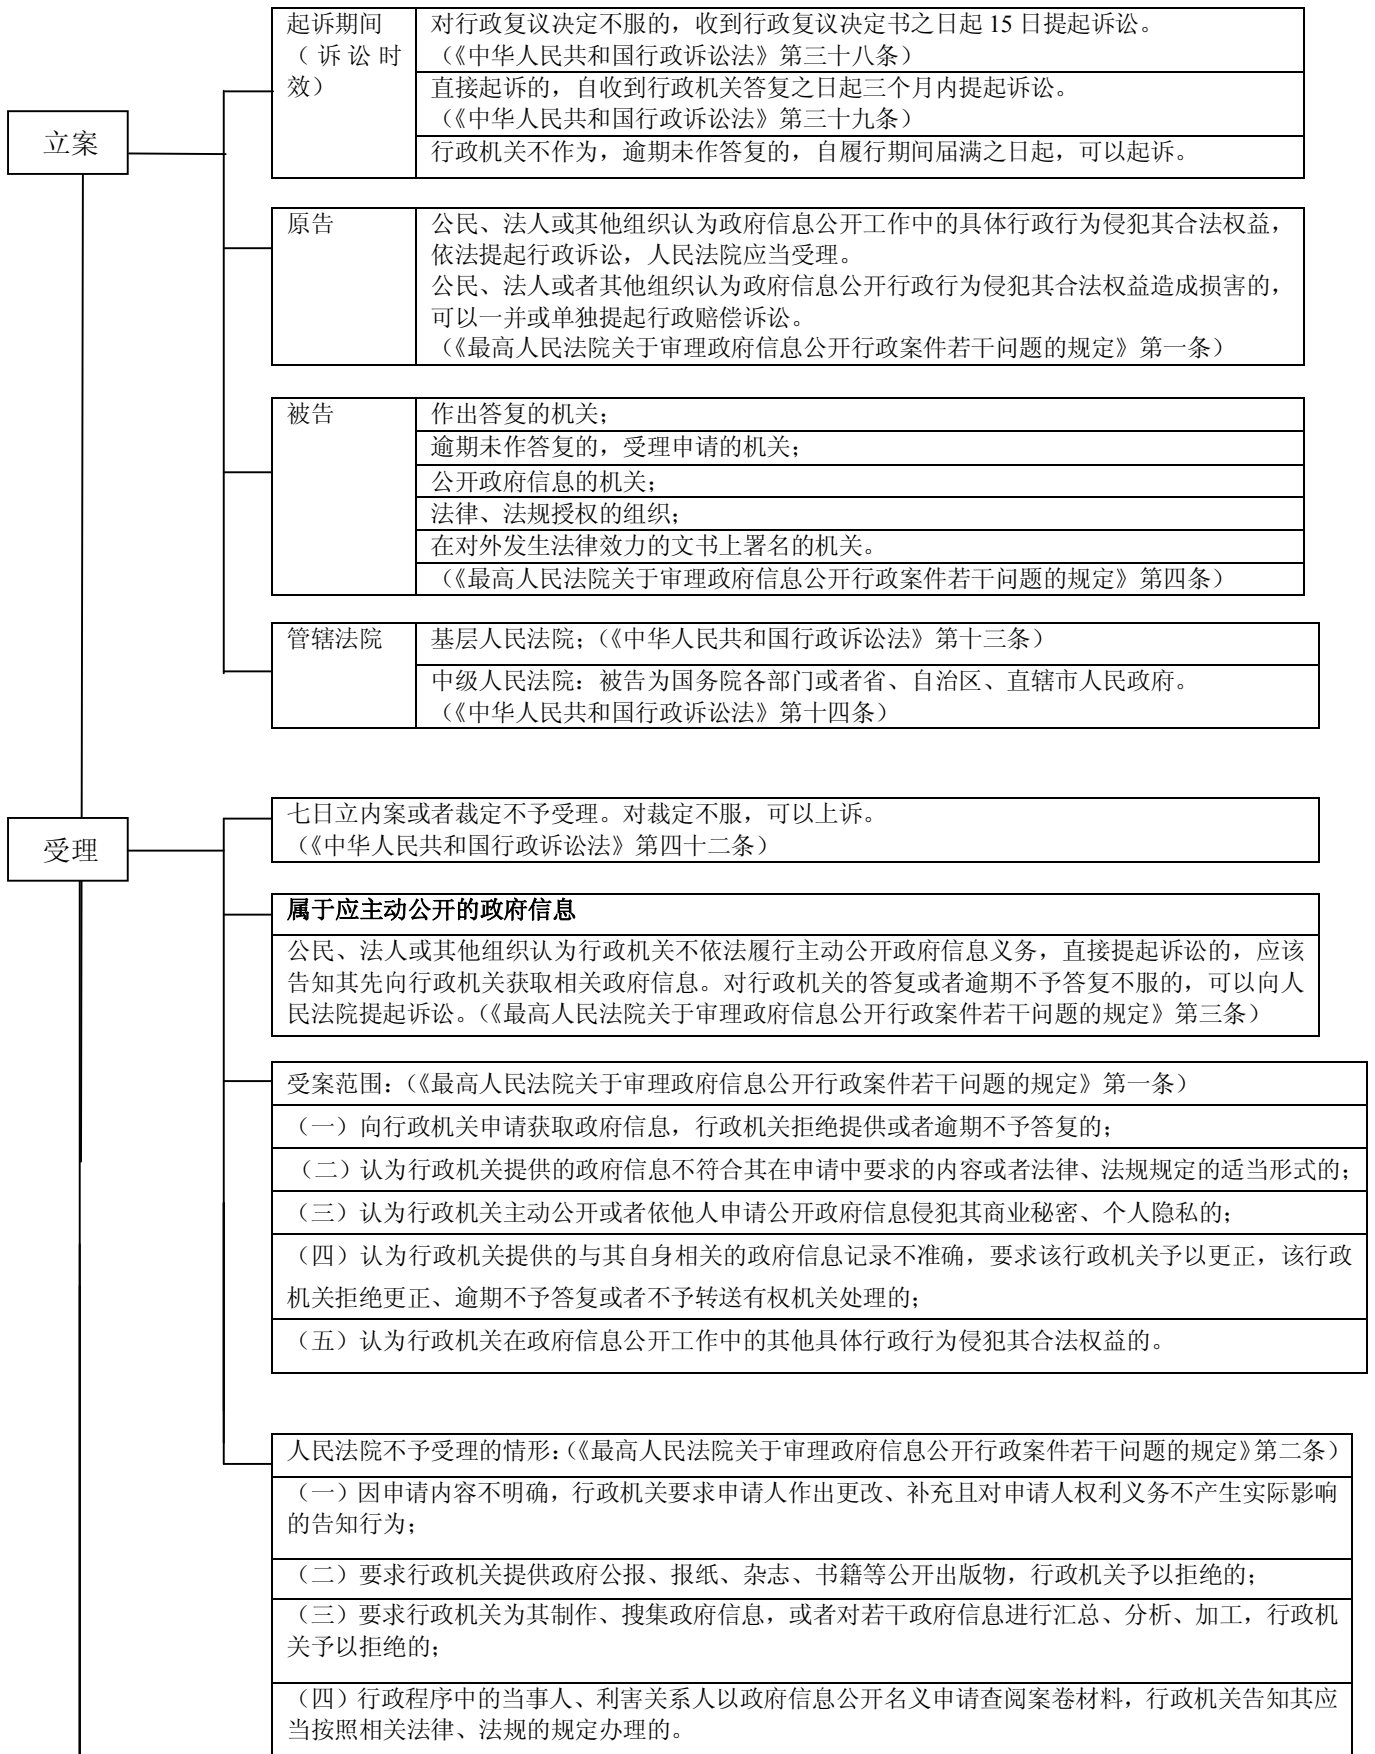 立案
起诉期间
（诉讼时
效）
对行政复议决定不服的，收到行政复议决定书之日起 15 日提起诉讼。
（《中华人民共和国行政诉讼法》第三十八条）
直接起诉的，自收到行政机关答复之日起三个月内提起诉讼。
（《中华人民共和国行政诉讼法》第三十九条）
行政机关不作为，逾期未作答复的，自履行期间届满之日起，可以起诉。
原告
公民、法人或其他组织认为政府信息公开工作中的具体行政行为侵犯其合法权益，
依法提起行政诉讼，人民法院应当受理。
公民、法人或者其他组织认为政府信息公开行政行为侵犯其合法权益造成损害的，
可以一并或单独提起行政赔偿诉讼。
（《最高人民法院关于审理政府信息公开行政案件若干问题的规定》第一条）
被告
作出答复的机关；
逾期未作答复的，受理申请的机关；
公开政府信息的机关；
法律、法规授权的组织；
在对外发生法律效力的文书上署名的机关。
（《最高人民法院关于审理政府信息公开行政案件若干问题的规定》第四条）
管辖法院
基层人民法院；（《中华人民共和国行政诉讼法》第十三条）
中级人民法院：被告为国务院各部门或者省、自治区、直辖市人民政府。
（《中华人民共和国行政诉讼法》第十四条）
受理
七日立内案或者裁定不予受理。对裁定不服，可以上诉。
（《中华人民共和国行政诉讼法》第四十二条）
属于应主动公开的政府信息
公民、法人或其他组织认为行政机关不依法履行主动公开政府信息义务，直接提起诉讼的，应该
告知其先向行政机关获取相关政府信息。对行政机关的答复或者逾期不予答复不服的，可以向人
民法院提起诉讼。（《最高人民法院关于审理政府信息公开行政案件若干问题的规定》第三条）
受案范围：（《最高人民法院关于审理政府信息公开行政案件若干问题的规定》第一条）
（一）向行政机关申请获取政府信息，行政机关拒绝提供或者逾期不予答复的；
（二）认为行政机关提供的政府信息不符合其在申请中要求的内容或者法律、法规规定的适当形式的；
（三）认为行政机关主动公开或者依他人申请公开政府信息侵犯其商业秘密、个人隐私的；
（四）认为行政机关提供的与其自身相关的政府信息记录不准确，要求该行政机关予以更正，该行政
机关拒绝更正、逾期不予答复或者不予转送有权机关处理的；
（五）认为行政机关在政府信息公开工作中的其他具体行政行为侵犯其合法权益的。
人民法院不予受理的情形：（《最高人民法院关于审理政府信息公开行政案件若干问题的规定》第二条）
（一）因申请内容不明确，行政机关要求申请人作出更改、补充且对申请人权利义务不产生实际影响
的告知行为；
（二）要求行政机关提供政府公报、报纸、杂志、书籍等公开出版物，行政机关予以拒绝的；
（三）要求行政机关为其制作、搜集政府信息，或者对若干政府信息进行汇总、分析、加工，行政机
关予以拒绝的；
（四）行政程序中的当事人、利害关系人以政府信息公开名义申请查阅案卷材料，行政机关告知其应
当按照相关法律、法规的规定办理的。